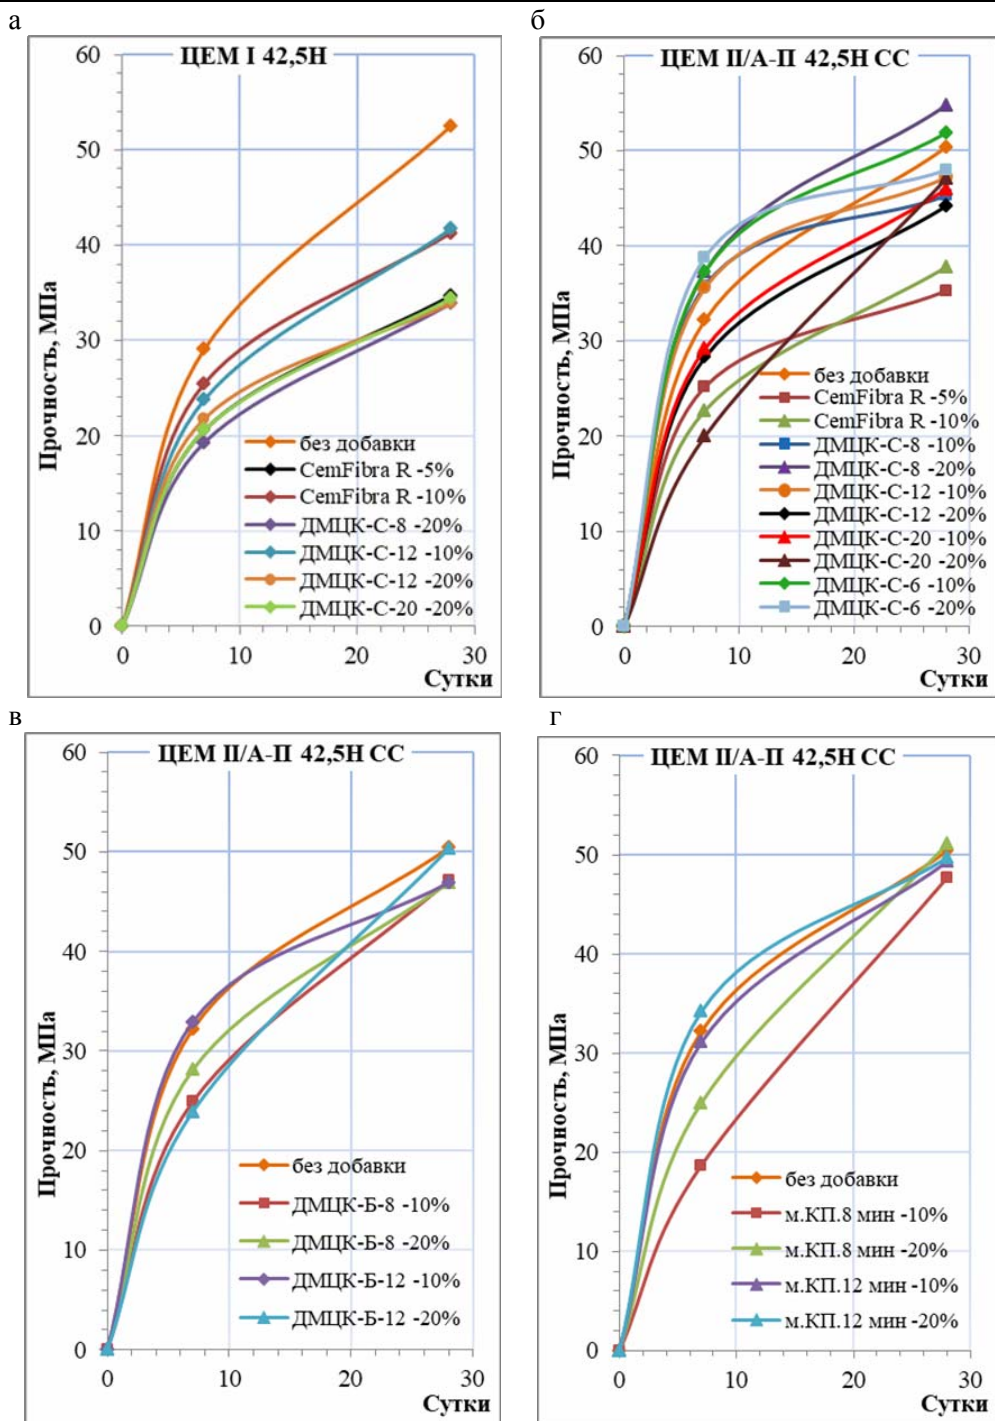 а
ЦЕМ I 42,5Н
60
50
40
30
20
10
0
Прочность, МПа
без добавки
CemFibra R -5%
CemFibra R -10%
ДМЦК-С-8 -20%
ДМЦК-С-12 -10%
ДМЦК-С-12 -20%
ДМЦК-С-20 -20%
0 10 20 30
Сутки
б
ЦЕМ II/А-П 42,5Н СС
60
50
40
30
20
10
0
Прочность, МПа
без добавки
CemFibra R -5%
CemFibra R -10%
ДМЦК-С-8 -10%
ДМЦК-С-8 -20%
ДМЦК-С-12 -10%
ДМЦК-С-12 -20%
ДМЦК-С-20 -10%
ДМЦК-С-20 -20%
ДМЦК-С-6 -10%
ДМЦК-С-6 -20%
0 10 20 30
Сутки
в
ЦЕМ II/А-П 42,5Н СС
60
50
40
30
20
10
0
Прочность, МПа
без добавки
ДМЦК-Б-8 -10%
ДМЦК-Б-8 -20%
ДМЦК-Б-12 -10%
ДМЦК-Б-12 -20%
0 10 20 30
Сутки
г
ЦЕМ II/А-П 42,5Н СС
60
50
40
30
20
10
0
Прочность, МПа
без добавки
м.КП.8 мин -10%
м.КП.8 мин -20%
м.КП.12 мин -10%
м.КП.12 мин -20%
0 10 20 30
Сутки